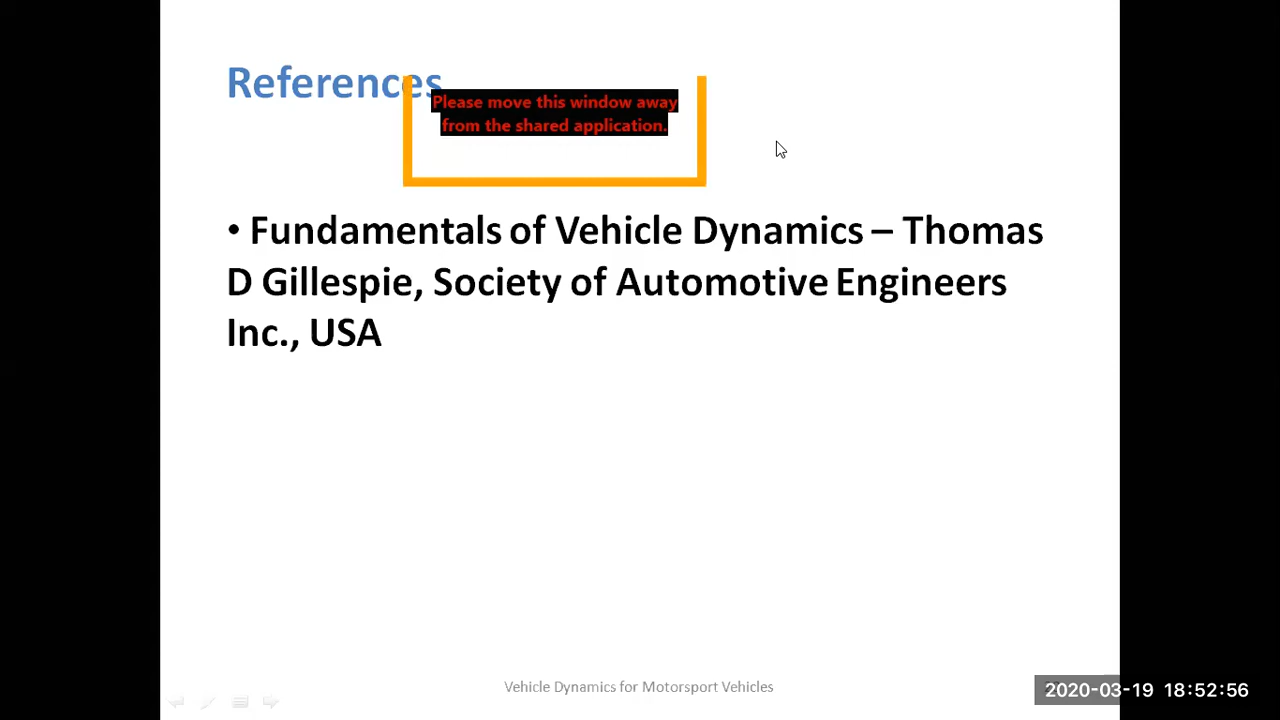 References
Please move this window away
from the shared application.
• Fundamentals of Vehicle Dynamics – Thomas
D Gillespie, Society of Automotive Engineers
Inc., USA
Vehicle Dynamics for Motorsport Vehicles
2020-03-19 18:52:56